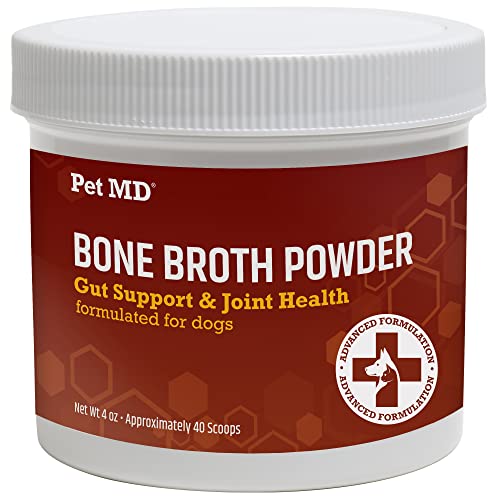 Pet MD®
BONE BROTH POWDER
Gut Support & Joint Health
formulated for dogs
ADVANCED FORMULATION
ADVANCED FORMULATION
Net Wt 4 oz • Approximately 40 Scoops